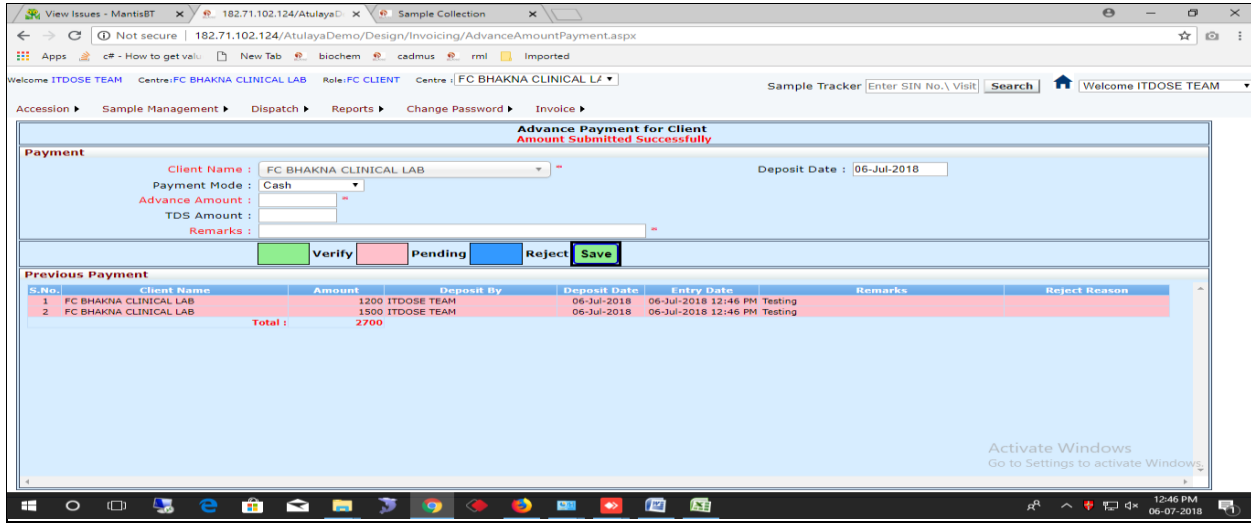 View Issues - MantisBT
182.71.102.124/AtulayaD
Sample Collection
Not secure | 182.71.102.124/AtulayaDemo/Design/Invoicing/AdvanceAmountPayment.aspx
Apps c# - How to get valu New Tab biochem cadmus rml Imported
Welcome ITDOSE TEAM Centre:FC BHAKNA CLINICAL LAB Role:FC CLIENT Centre : FC BHAKNA CLINICAL LA
Sample Tracker Enter SIN No.\ Visit Search Welcome ITDOSE TEAM
Accession Sample Management Dispatch Reports Change Password Invoice
Advance Payment for Client
Amount Submitted Successfully
Payment
Client Name : FC BHAKNA CLINICAL LAB * Deposit Date : 06-Jul-2018
Payment Mode : Cash
Advance Amount : *
TDS Amount :
Remarks : *
Verify Pending Reject Save
Previous Payment
S.No. Client Name Amount Deposit By Deposit Date Entry Date Remarks Reject Reason
1 FC BHAKNA CLINICAL LAB 1200 ITDOSE TEAM 06-Jul-2018 06-Jul-2018 12:46 PM Testing
2 FC BHAKNA CLINICAL LAB 1500 ITDOSE TEAM 06-Jul-2018 06-Jul-2018 12:46 PM Testing
Total : 2700
Activate Windows
Go to Settings to activate Windows.
12:46 PM
06-07-2018